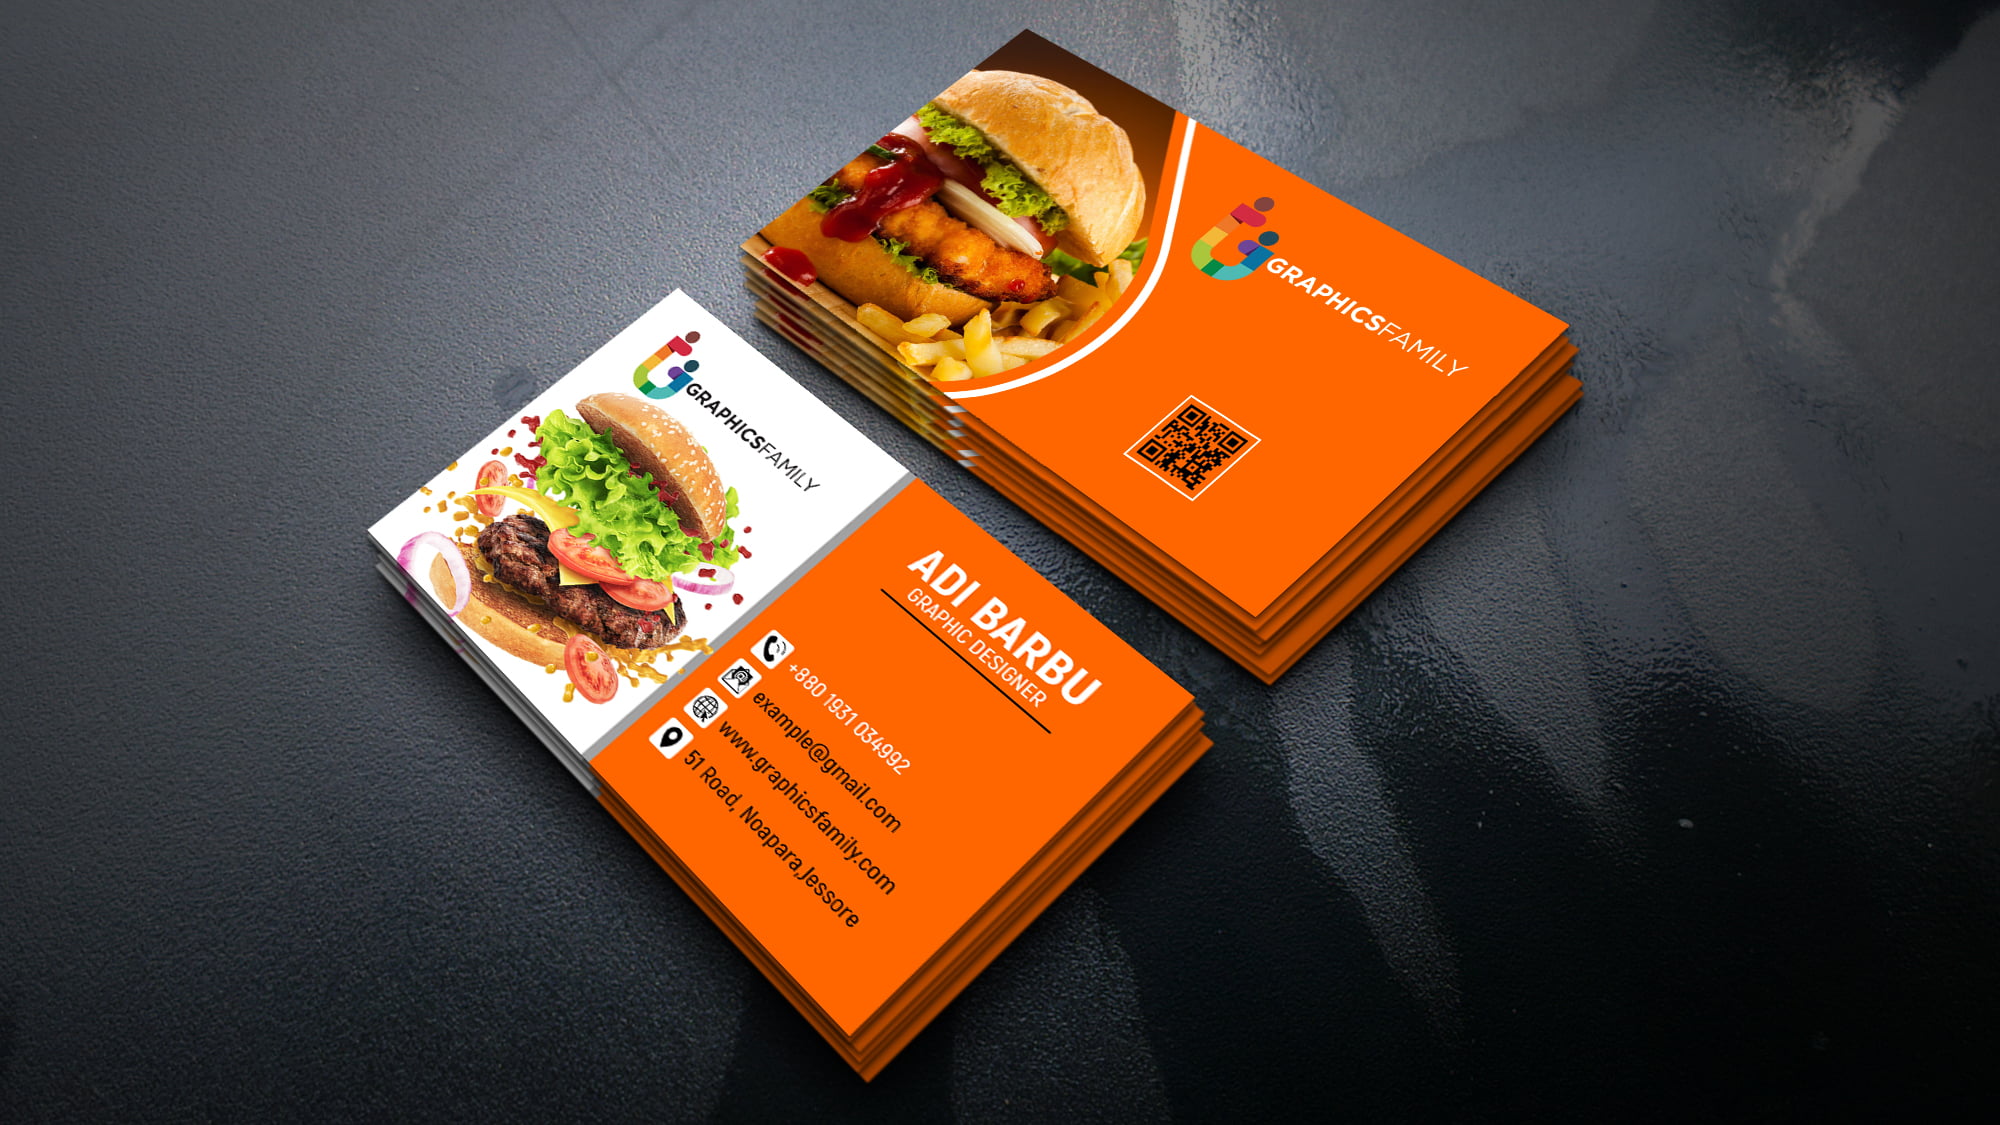 GRAPHICSFAMILY
GRAPHICSFAMILY
ADI BARBU
GRAPHIC DESIGNER
+880 1931 034992
example@gmail.com
www.graphicsfamily.com
51 Road, Noapara,Jessore